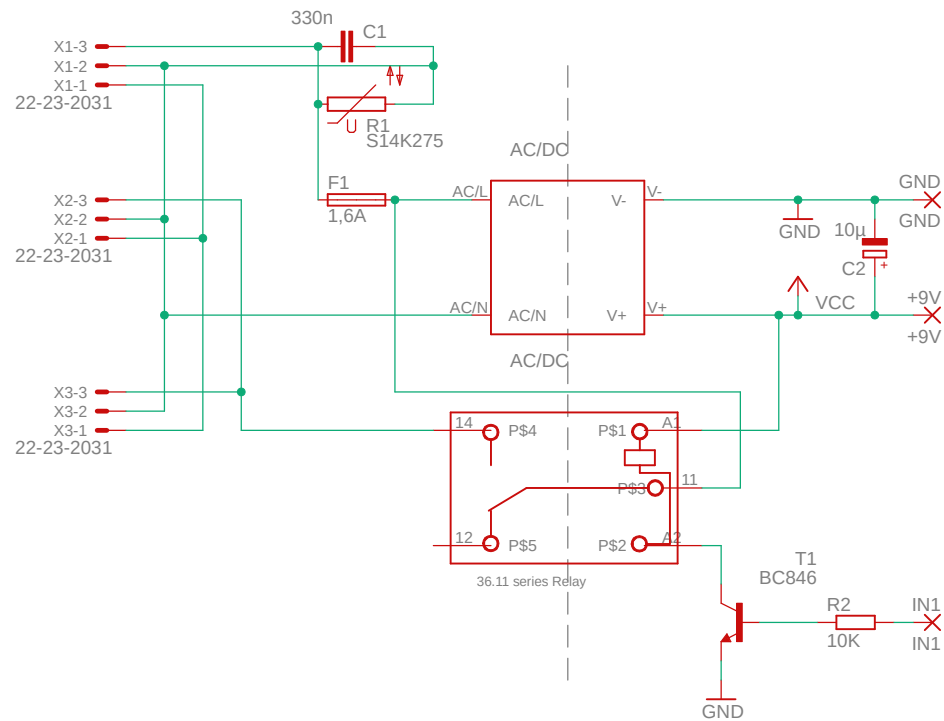 330n
C1
X1-3
X1-2
X1-1
22-23-2031
U
R1
S14K275
AC/DC
F1
1,6A
AC/L
AC/L
V-
V-
GND
GND
GND
10µ
C2
+
X2-3
X2-2
X2-1
22-23-2031
AC/N
AC/N
V+
V+
VCC
+9V
+9V
AC/DC
X3-3
X3-2
X3-1
22-23-2031
14
P$4
P$1
A1
P$3
11
12
P$5
P$2
A2
36.11 series Relay
T1
BC846
R2
10K
IN1
IN1
GND